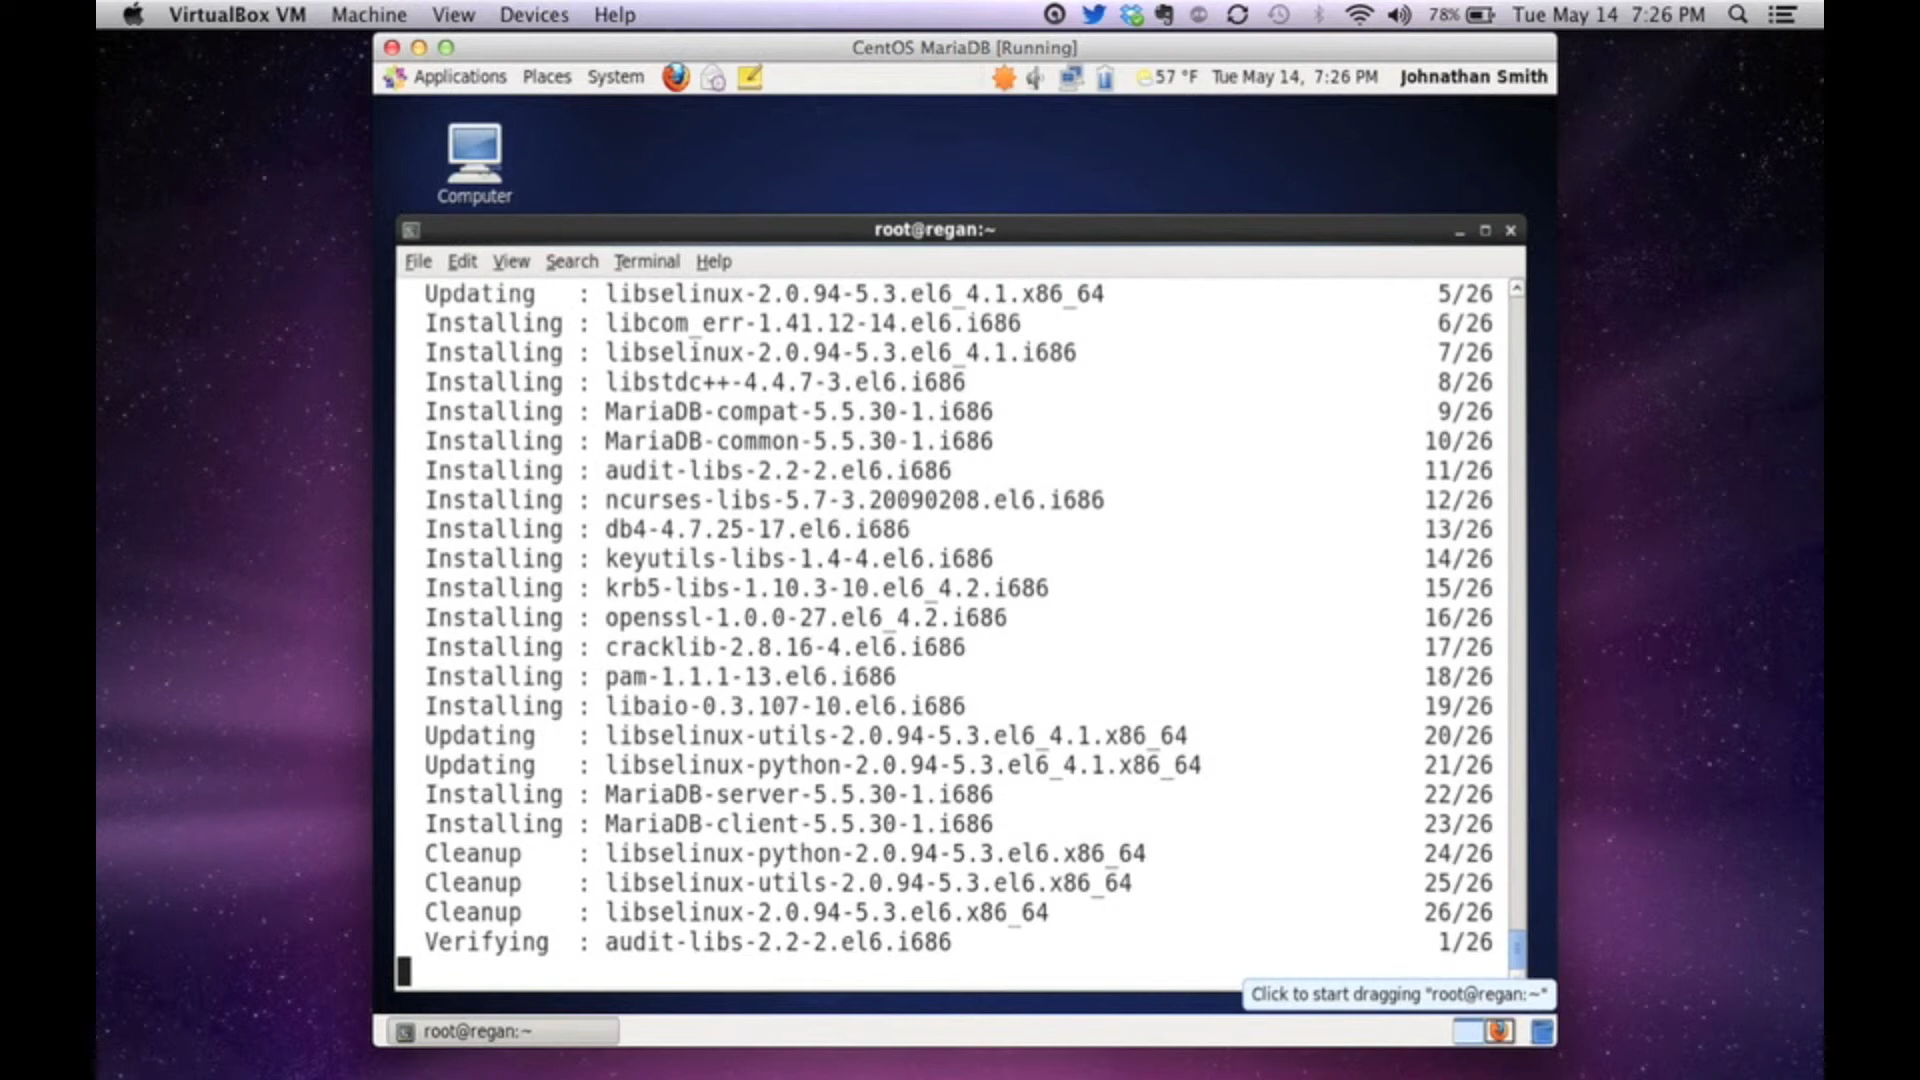 VirtualBox VM Machine View Devices Help 78% Tue May 14 7:26 PM
CentOS MariaDB [Running]
Applications Places System 57 °F Tue May 14, 7:26 PM Johnathan Smith
Computer
root@regan:~
File Edit View Search Terminal Help
Updating : libselinux-2.0.94-5.3.el6_4.1.x86_64 5/26
Installing : libcom_err-1.41.12-14.el6.i686 6/26
Installing : libselinux-2.0.94-5.3.el6_4.1.i686 7/26
Installing : libstdc++-4.4.7-3.el6.i686 8/26
Installing : MariaDB-compat-5.5.30-1.i686 9/26
Installing : MariaDB-common-5.5.30-1.i686 10/26
Installing : audit-libs-2.2-2.el6.i686 11/26
Installing : ncurses-libs-5.7-3.20090208.el6.i686 12/26
Installing : db4-4.7.25-17.el6.i686 13/26
Installing : keyutils-libs-1.4-4.el6.i686 14/26
Installing : krb5-libs-1.10.3-10.el6_4.2.i686 15/26
Installing : openssl-1.0.0-27.el6_4.2.i686 16/26
Installing : cracklib-2.8.16-4.el6.i686 17/26
Installing : pam-1.1.1-13.el6.i686 18/26
Installing : libaio-0.3.107-10.el6.i686 19/26
Updating : libselinux-utils-2.0.94-5.3.el6_4.1.x86_64 20/26
Updating : libselinux-python-2.0.94-5.3.el6_4.1.x86_64 21/26
Installing : MariaDB-server-5.5.30-1.i686 22/26
Installing : MariaDB-client-5.5.30-1.i686 23/26
Cleanup : libselinux-python-2.0.94-5.3.el6.x86_64 24/26
Cleanup : libselinux-utils-2.0.94-5.3.el6.x86_64 25/26
Cleanup : libselinux-2.0.94-5.3.el6.x86_64 26/26
Verifying : audit-libs-2.2-2.el6.i686 1/26
Click to start dragging "root@regan:~"
root@regan:~